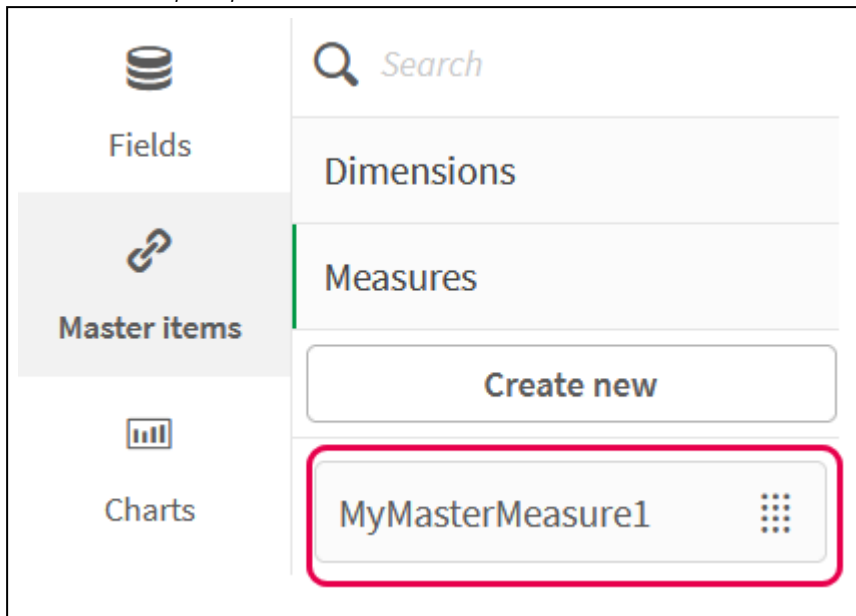 Search
Fields
Dimensions
Measures
Master items
Create new
Charts
MyMasterMeasure1